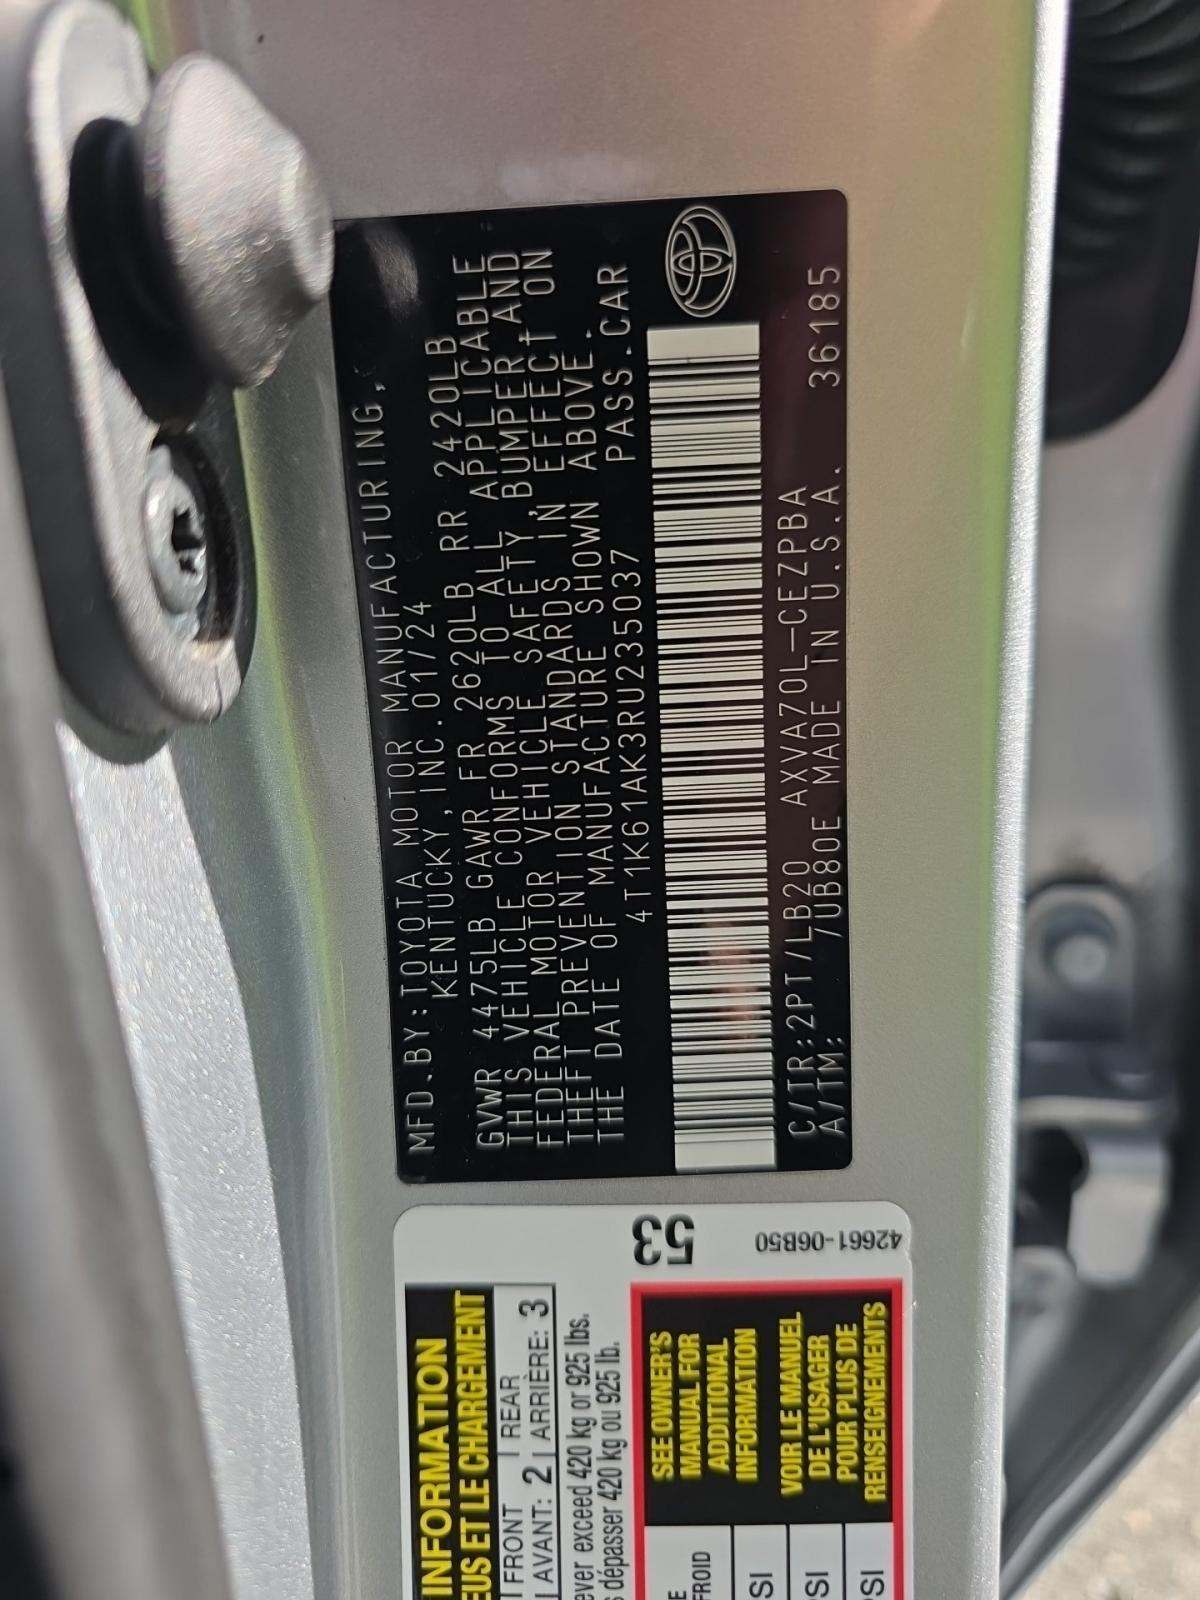 MFD.BY:TOYOTA MOTOR MANUFACTURING,
KENTUCKY, INC. 01/24
GVWR 4475LB GAWR FR 2620LB RR 2420LB
THIS VEHICLE CONFORMS TO ALL APPLICABLE
FEDERAL MOTOR VEHICLE SAFETY, BUMPER, AND
THEFT PREVENTION STANDARDS IN EFFECT ON
THE DATE OF MANUFACTURE SHOWN ABOVE.
4T1K61AK3RU235037 PASS.CAR
C/TR:2PT/LB20 AXVA70L-CEZPBA
A/TM: 7UB80E MADE IN U.S.A. 36185
53
42661-06B50
INFORMATION
EUS ET LE CHARGEMENT
FRONT REAR
AVANT: 2 ARRIÈRE: 3
ever exceed 420 kg or 925 lbs.
s dépasser 420 kg ou 925 lb.
SEE OWNER'S
MANUAL FOR
ADDITIONAL
INFORMATION
VOIR LE MANUEL
DE L'USAGER
POUR PLUS DE
RENSEIGNEMENTS
E
FROID
SI
PSI
PSI